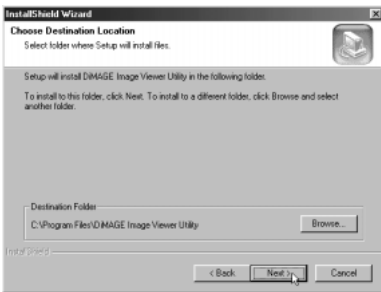 InstallShield Wizard
Choose Destination Location
Select folder where Setup will install files.
Setup will install DiMAGE Image Viewer Utility in the following folder.
To install to this folder, click Next. To install to a different folder, click Browse and select
another folder.
Destination Folder
C:\Program Files\DiMAGE Image Viewer Utility
Browse...
InstallShield
< Back
Next >
Cancel